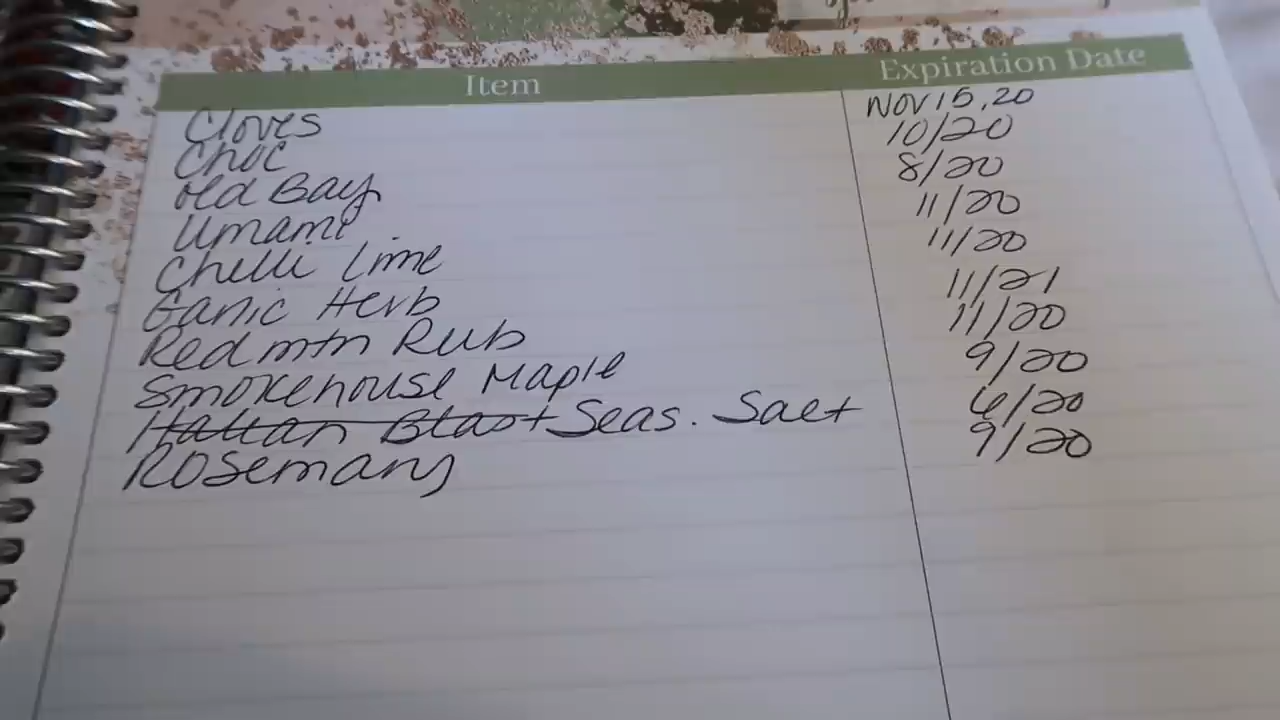 Item Expiration Date
Cloves Nov 15, 20
Choc 10/20
Old Bay 8/20
Umami 11/20
Chilli Lime 11/20
Garlic Herb 11/21
Red mtn Rub 11/20
Smokehouse Maple 9/20
Italian Blast Seas. Salt 6/20
Rosemary 9/20